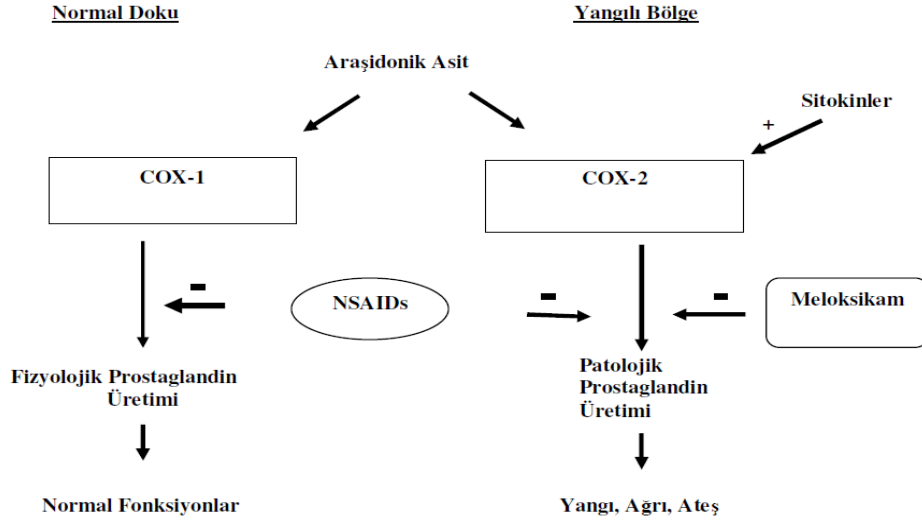 Normal Doku
Yangılı Bölge
Araşidonik Asit
Sitokinler
+
COX-1
COX-2
-
NSAIDs
-
-
Meloksikam
Fizyolojik Prostaglandin
Üretimi
Patolojik
Prostaglandin
Üretimi
Normal Fonksiyonlar
Yangı, Ağrı, Ateş